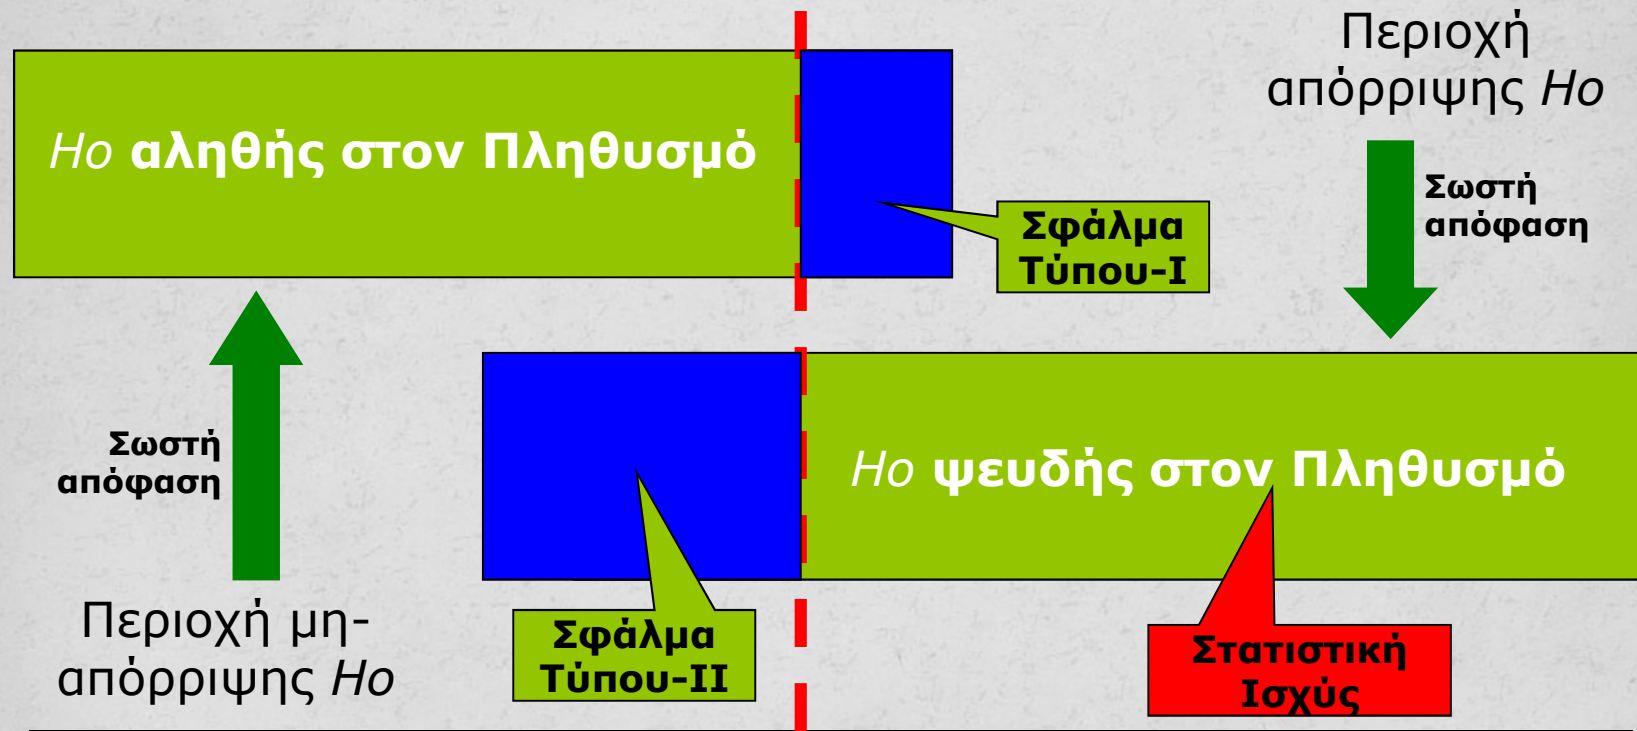 Περιοχή
απόρριψης Ho
Ho αληθής στον Πληθυσμό
Σωστή
απόφαση
Σφάλμα
Τύπου-I
Σωστή
απόφαση
Ho ψευδής στον Πληθυσμό
Περιοχή μη-
απόρριψης Ho
Σφάλμα
Τύπου-II
Στατιστική
Ισχύς